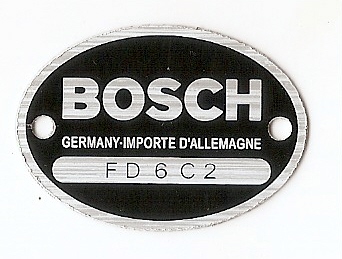 BOSCH
GERMANY·IMPORTE D'ALLEMAGNE
FD6C2